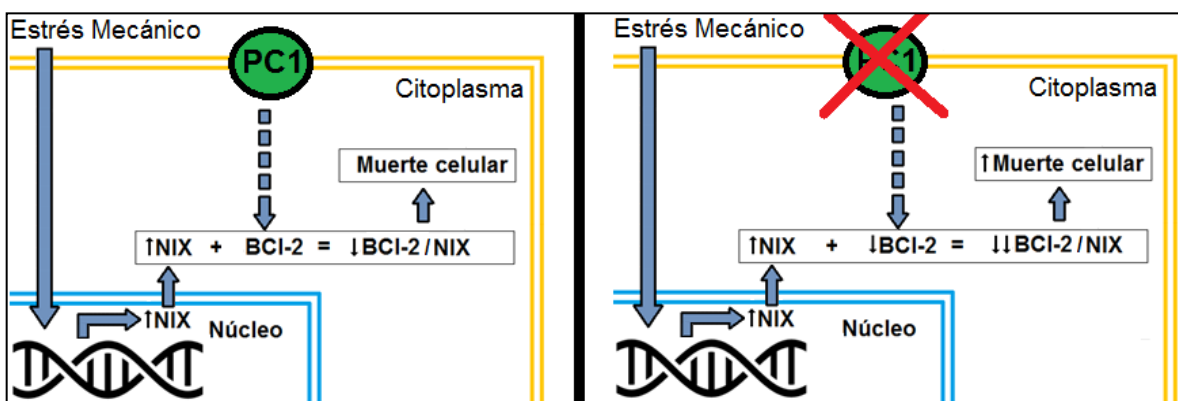 Estrés Mecánico
PC1
Citoplasma
Muerte celular
↑NIX + BCl-2 = ↓BCl-2/NIX
↑NIX
Núcleo
Estrés Mecánico
PC1
Citoplasma
↑Muerte celular
↑NIX + ↓BCl-2 = ↓↓BCl-2/NIX
↑NIX
Núcleo